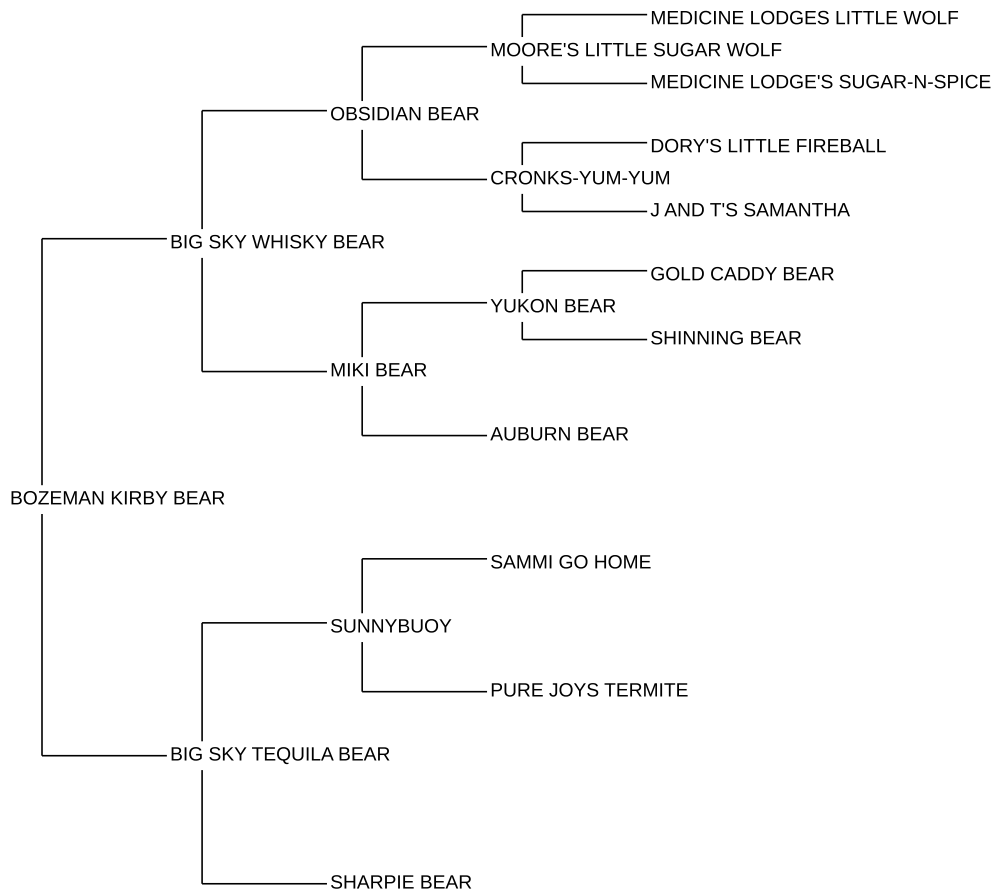 MEDICINE LODGES LITTLE WOLF
MOORE'S LITTLE SUGAR WOLF
MEDICINE LODGE'S SUGAR-N-SPICE
OBSIDIAN BEAR
DORY'S LITTLE FIREBALL
CRONKS-YUM-YUM
J AND T'S SAMANTHA
BIG SKY WHISKY BEAR
GOLD CADDY BEAR
YUKON BEAR
SHINNING BEAR
MIKI BEAR
AUBURN BEAR
BOZEMAN KIRBY BEAR
SAMMI GO HOME
SUNNYBUOY
PURE JOYS TERMITE
BIG SKY TEQUILA BEAR
SHARPIE BEAR